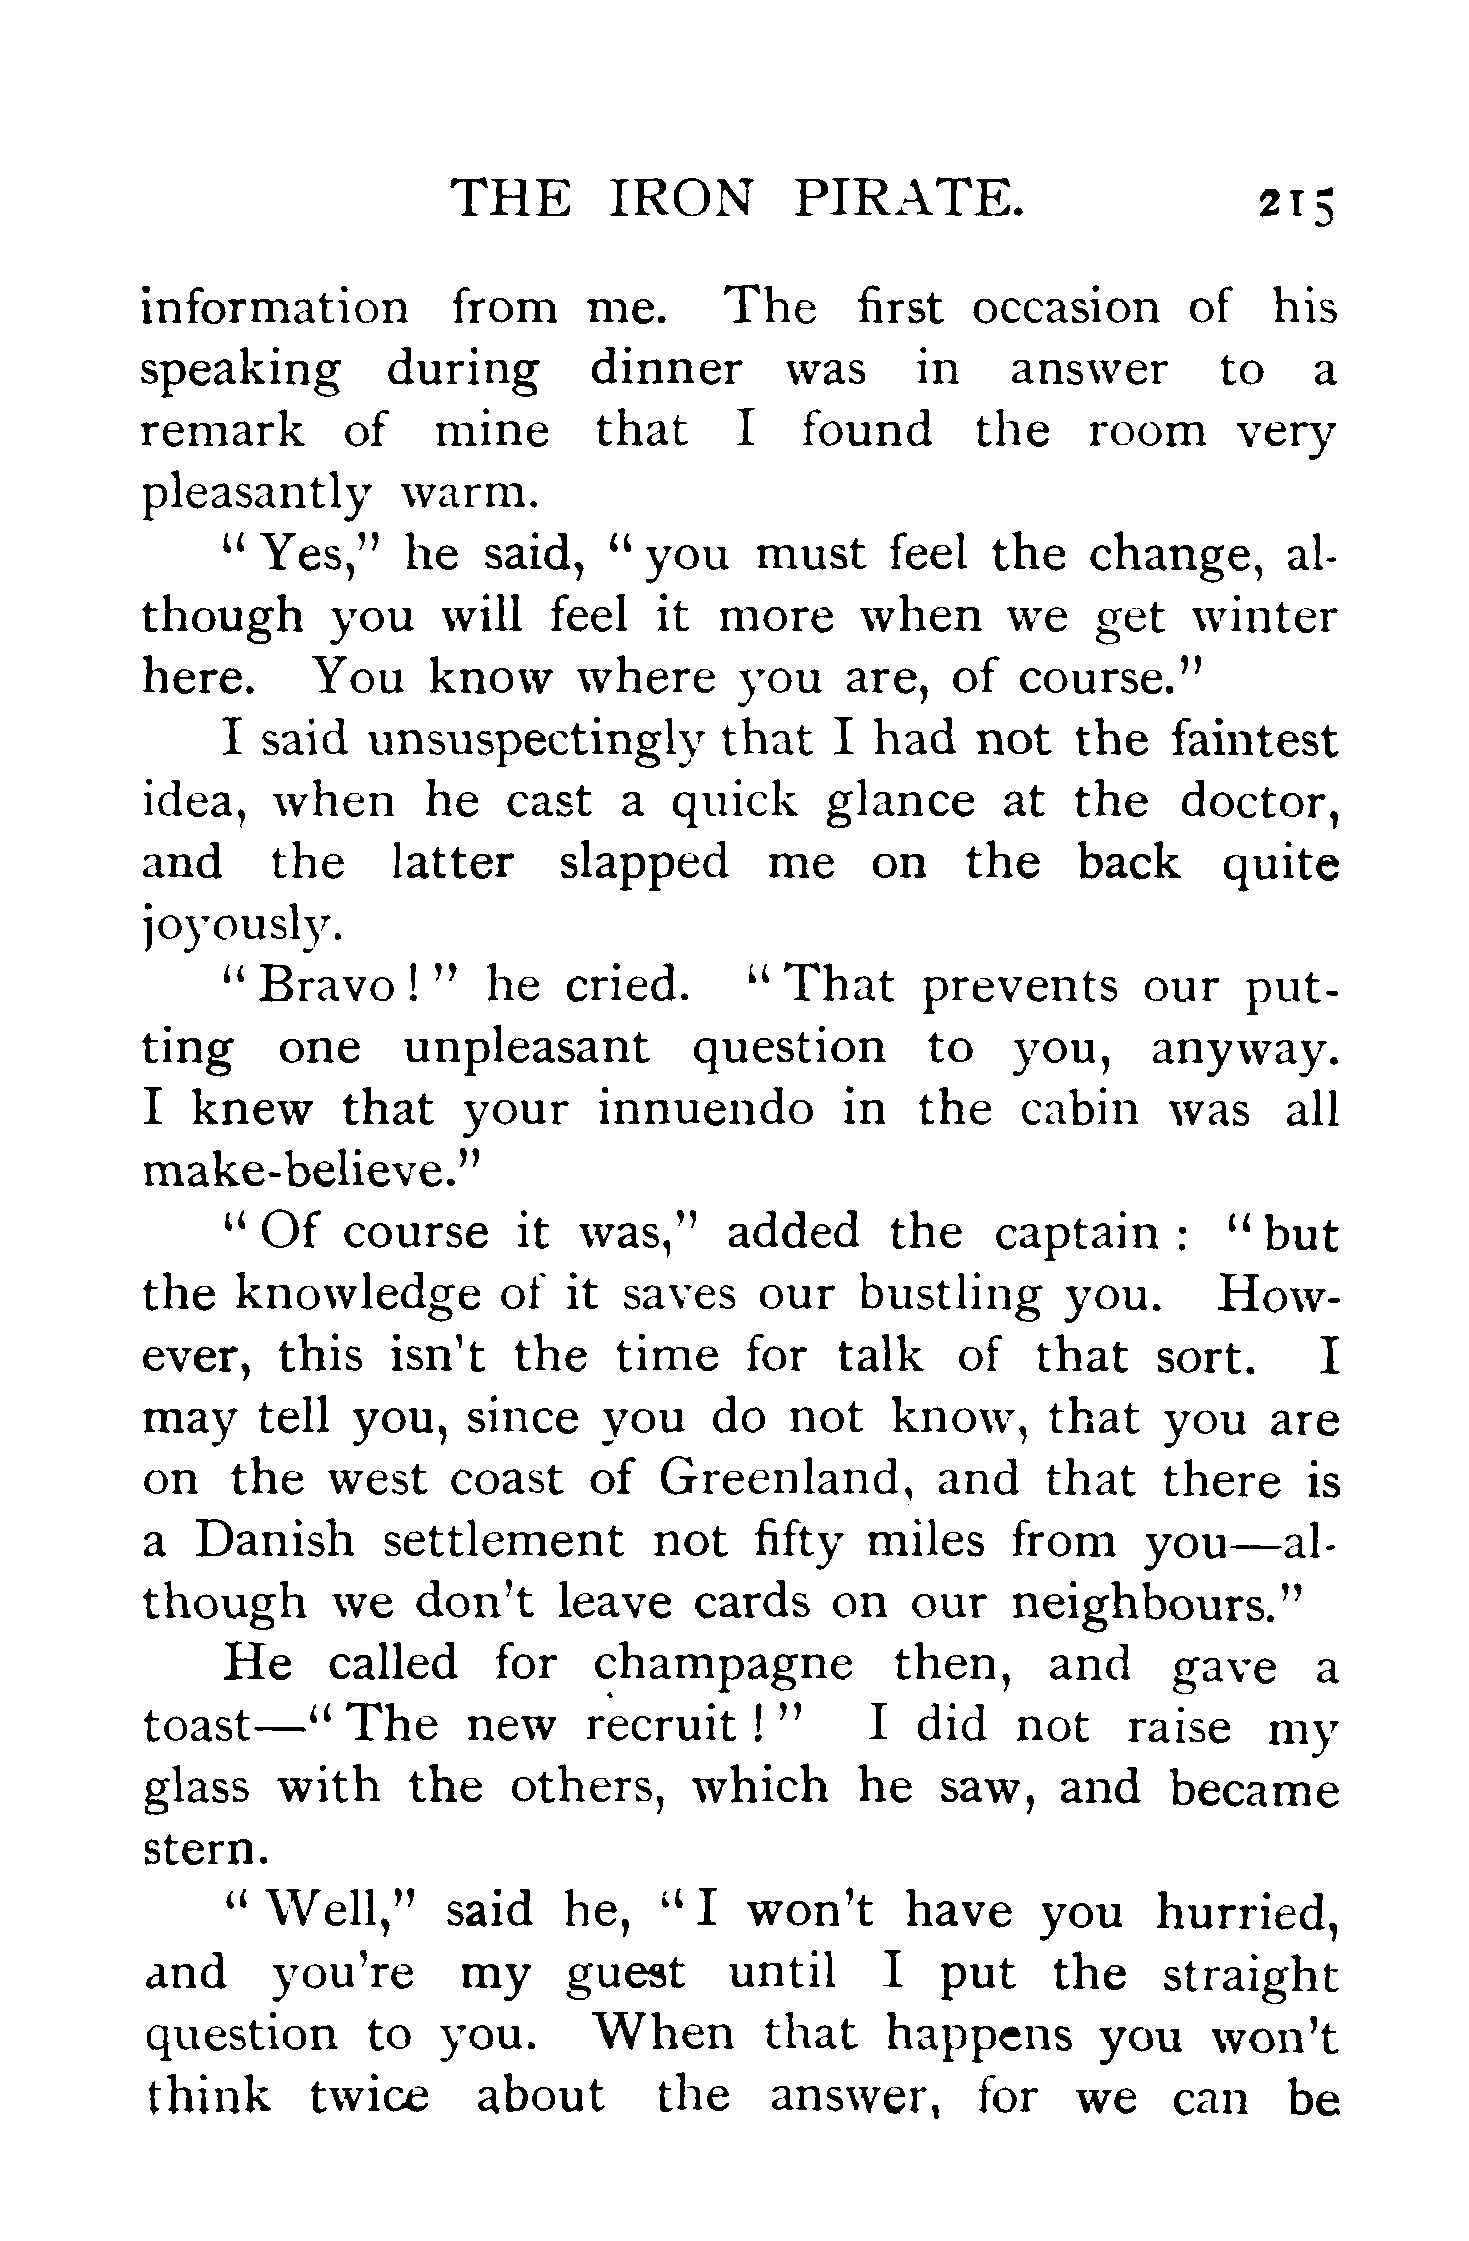 THE IRON PIRATE. 215
information from me. The first occasion of his
speaking during dinner was in answer to a
remark of mine that I found the room very
pleasantly warm.
"Yes," he said, "you must feel the change, al-
though you will feel it more when we get winter
here. You know where you are, of course."
I said unsuspectingly that I had not the faintest
idea, when he cast a quick glance at the doctor,
and the latter slapped me on the back quite
joyously.
"Bravo!" he cried. "That prevents our put-
ting one unpleasant question to you, anyway.
I knew that your innuendo in the cabin was all
make-believe."
"Of course it was," added the captain: "but
the knowledge of it saves our bustling you. How-
ever, this isn't the time for talk of that sort. I
may tell you, since you do not know, that you are
on the west coast of Greenland, and that there is
a Danish settlement not fifty miles from you—al-
though we don't leave cards on our neighbours."
He called for champagne then, and gave a
toast—"The new recruit!" I did not raise my
glass with the others, which he saw, and became
stern.
"Well," said he, "I won't have you hurried,
and you're my guest until I put the straight
question to you. When that happens you won't
think twice about the answer, for we can be